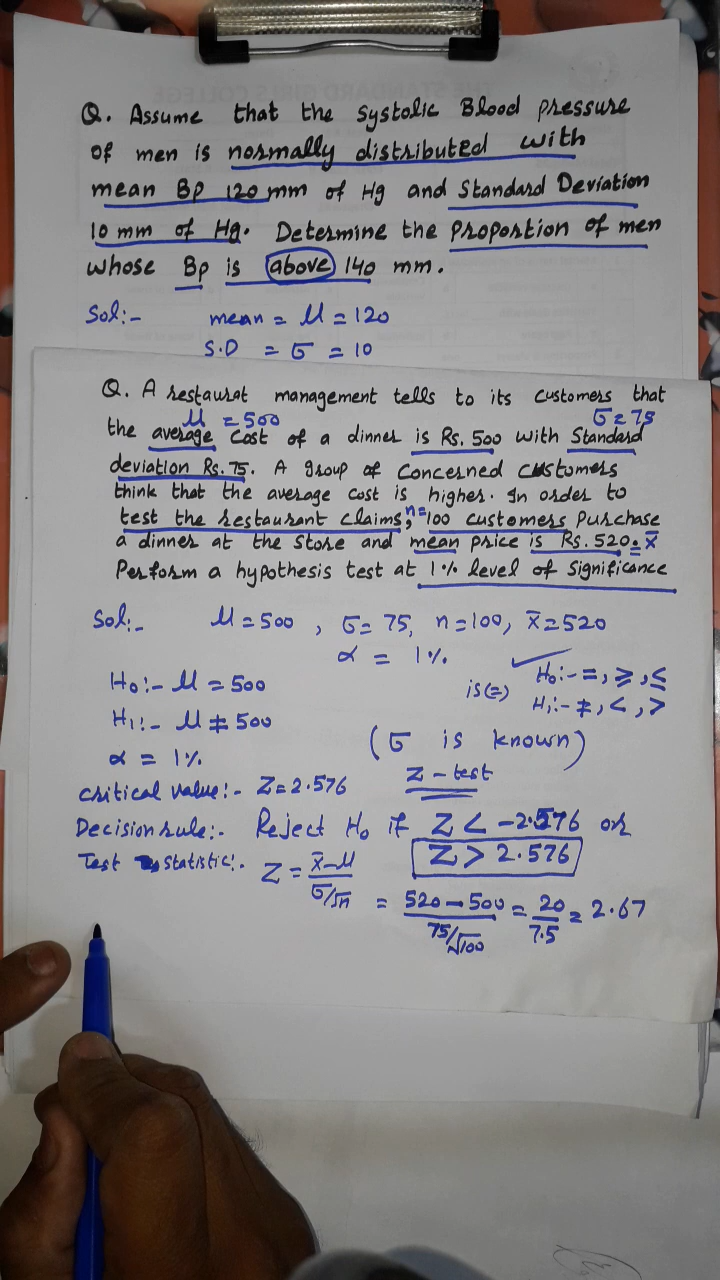 Q. Assume that the Systolic Blood pressure
of men is normally distributed with
mean Bp 120 mm of Hg and Standard Deviation
10 mm of Hg. Determine the proportion of men
whose Bp is above 140 mm.
Sol:- mean = μ = 120
S.D = σ = 10
Q. A restaurat management tells to its customers that
μ = 500 σ = 75
the average cost of a dinner is Rs. 500 with Standard
deviation Rs. 75. A group of concerned customers
think that the average cost is higher. In order to
test the restaurant claims, n= 100 customers purchase
a dinner at the store and mean price is Rs. 520. = x̄
Perform a hypothesis test at 1% level of significance
Sol:- μ = 500, σ = 75, n = 100, x̄ = 520
α = 1%.
H₀:- μ = 500 is(=) H₀:- =, ≥, ≤
H₁:- μ ≠ 500 H₁:- ≠, <, >
α = 1% (σ is known)
Z - test
critical value:- Z = 2.576
Decision rule:- Reject H₀ if Z < -2.576 or
Z > 2.576
Test Statistic:- Z = x̄-μ / σ/√n = 520-500 / 75/√100 = 20/7.5 = 2.67